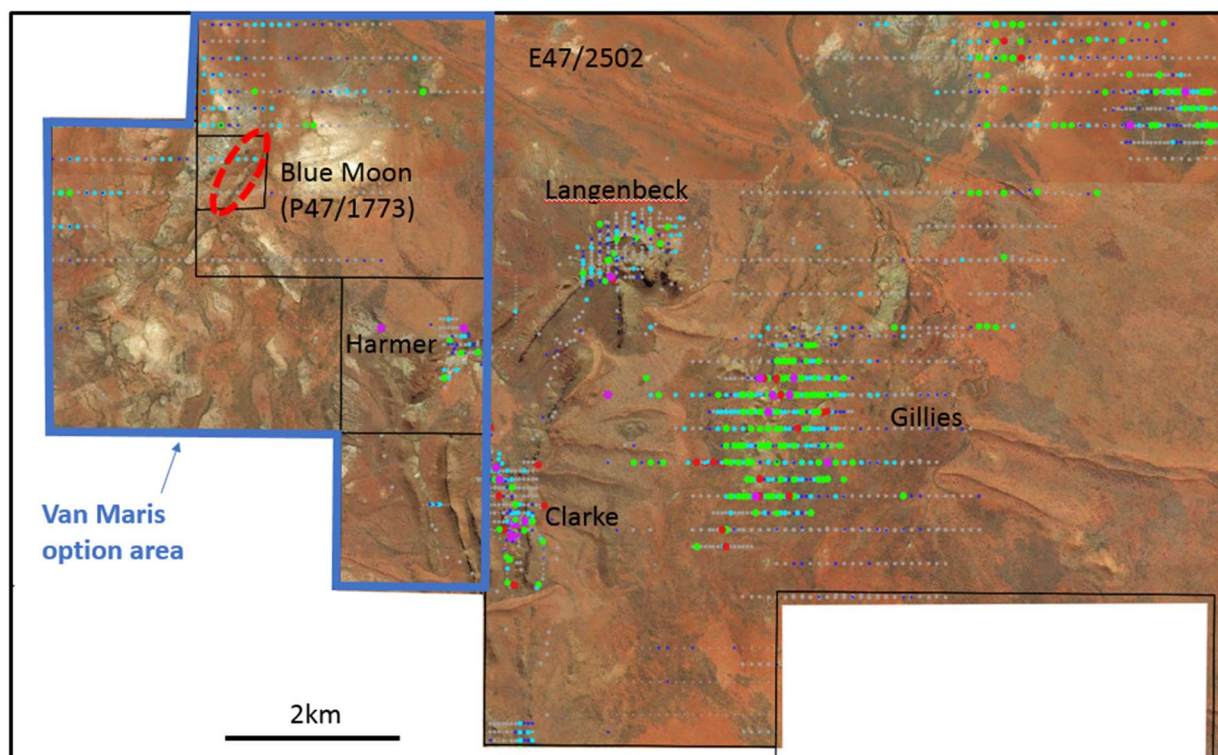 E47/2502
Blue Moon
(P47/1773)
Langenbeck
Harmer
Gillies
Clarke
Van Maris
option area
2km